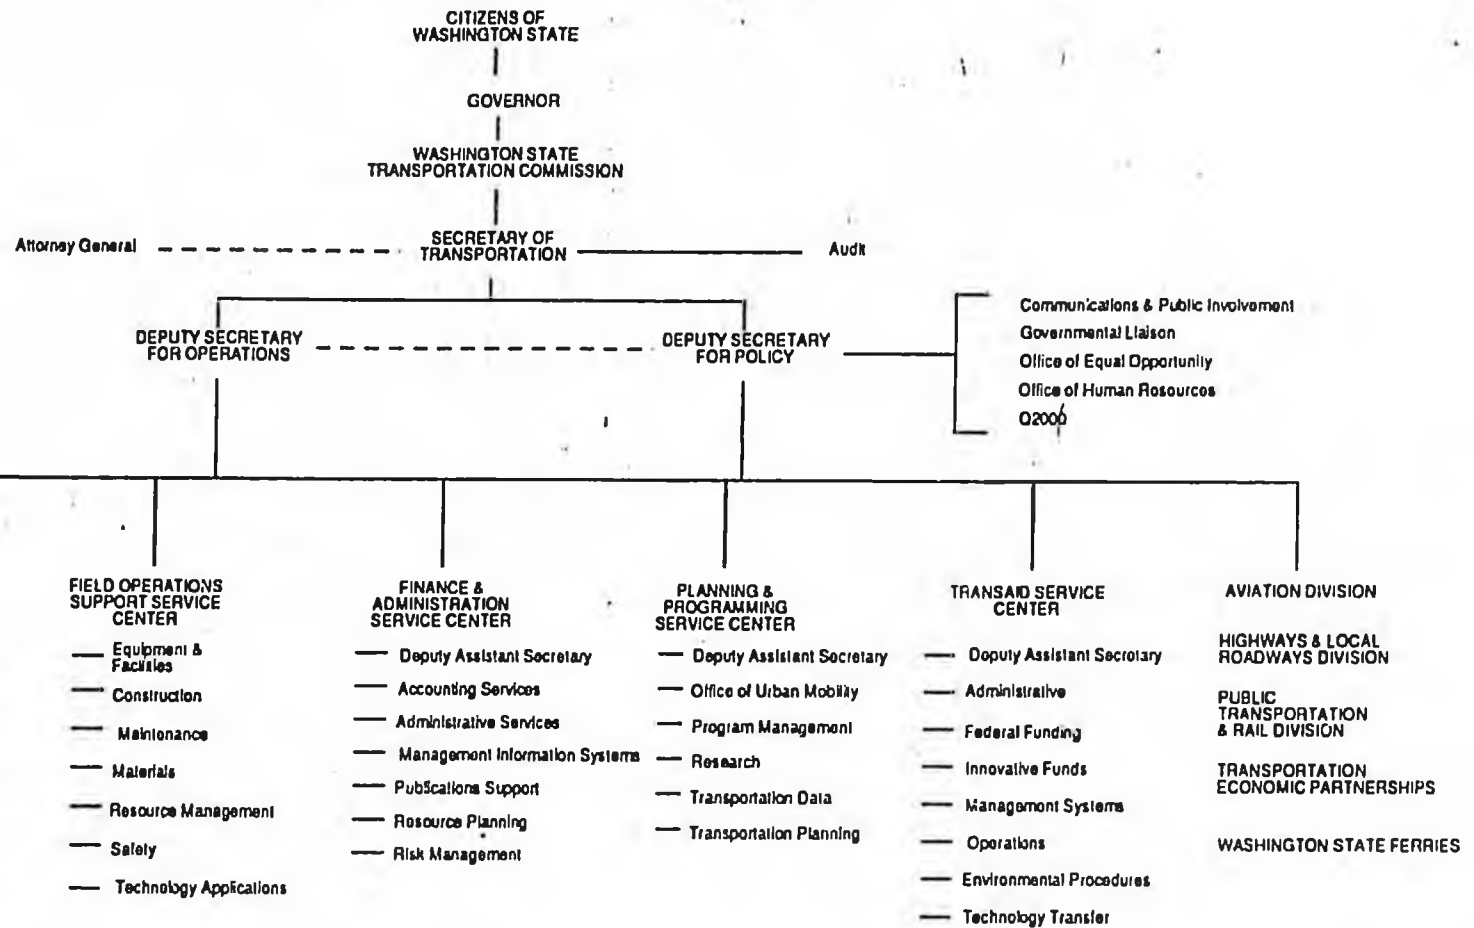 CITIZENS OF
WASHINGTON STATE
GOVERNOR
WASHINGTON STATE
TRANSPORTATION COMMISSION
Attorney General
SECRETARY OF
TRANSPORTATION
Audit
DEPUTY SECRETARY
FOR OPERATIONS
DEPUTY SECRETARY
FOR POLICY
Communications & Public Involvement
Governmental Liaison
Office of Equal Opportunity
Office of Human Resources
Q2000
FIELD OPERATIONS
SUPPORT SERVICE
CENTER
Equipment &
Facilities
Construction
Maintenance
Materials
Resource Management
Safety
Technology Applications
FINANCE &
ADMINISTRATION
SERVICE CENTER
Deputy Assistant Secretary
Accounting Services
Administrative Services
Management Information Systems
Publications Support
Resource Planning
Risk Management
PLANNING &
PROGRAMMING
SERVICE CENTER
Deputy Assistant Secretary
Office of Urban Mobility
Program Management
Research
Transportation Data
Transportation Planning
TRANSAID SERVICE
CENTER
Deputy Assistant Secretary
Administrative
Federal Funding
Innovative Funds
Management Systems
Operations
Environmental Procedures
Technology Transfer
AVIATION DIVISION
HIGHWAYS & LOCAL
ROADWAYS DIVISION
PUBLIC
TRANSPORTATION
& RAIL DIVISION
TRANSPORTATION
ECONOMIC PARTNERSHIPS
WASHINGTON STATE FERRIES